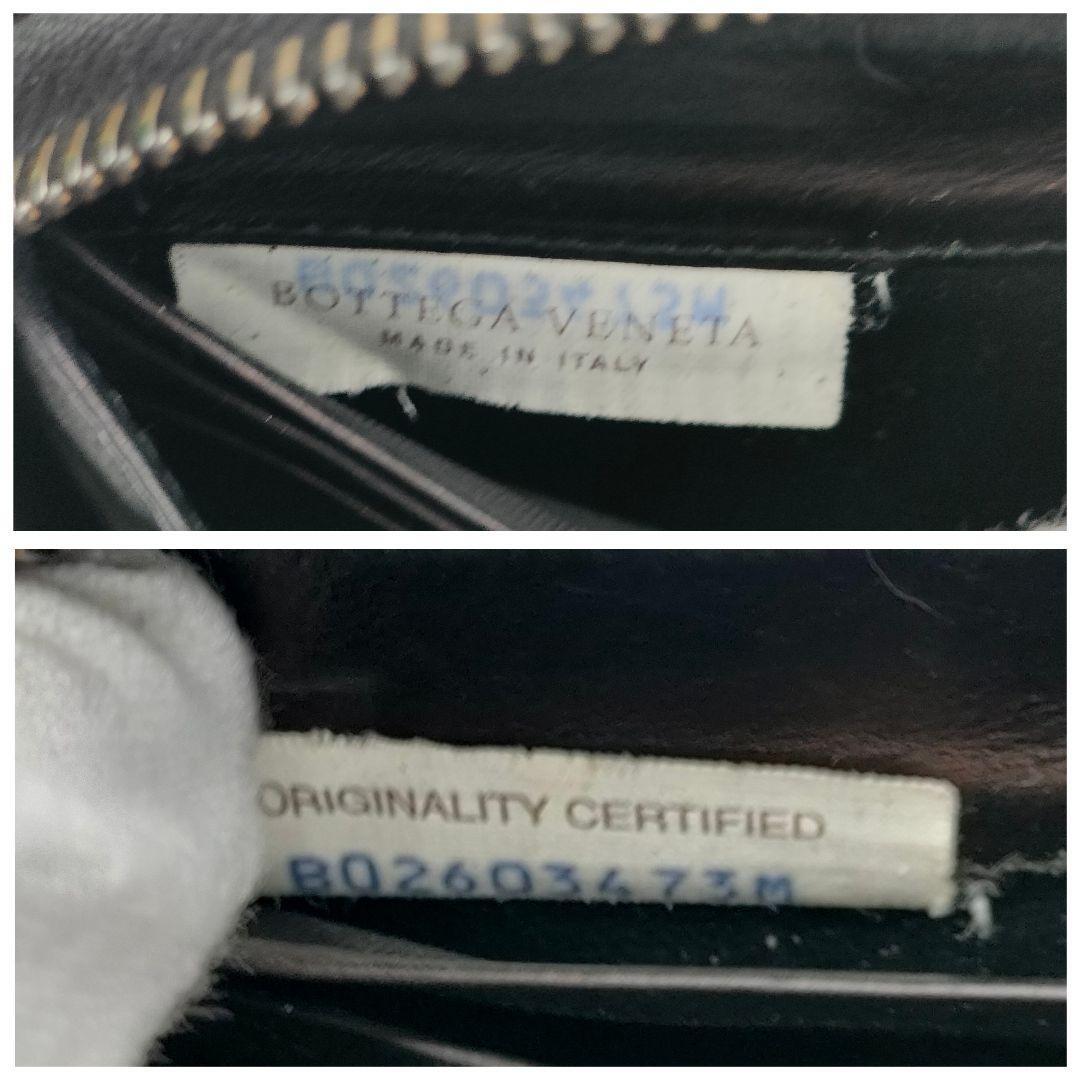 BOTTEGA VENETA
MADE IN ITALY
ORIGINALITY CERTIFIED
B02603473M